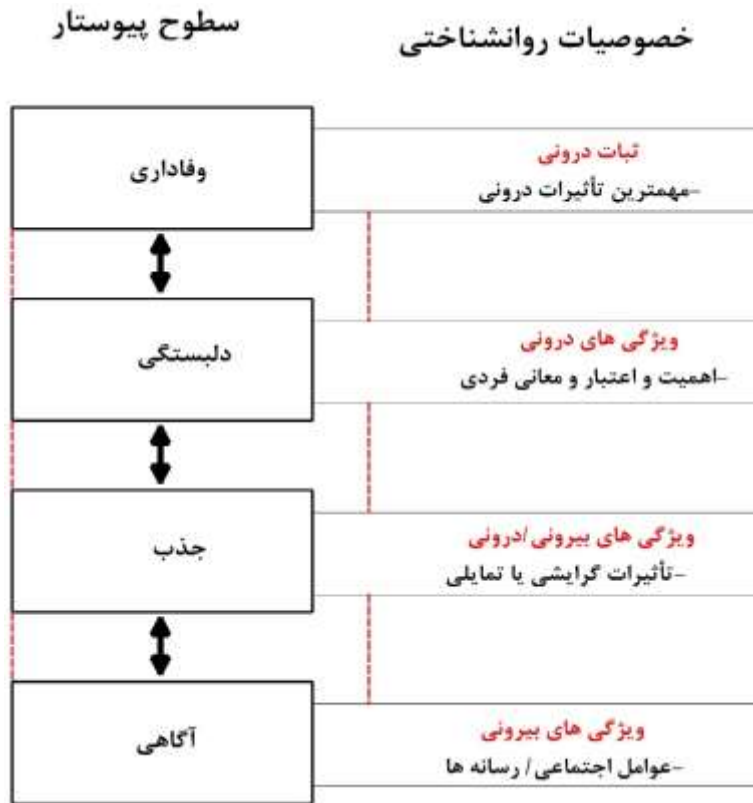 خصوصیات روانشناختی
سطوح پیوستار
ثبات درونی
-مهمترین تأثیرات درونی
وفاداری
ویژگی های درونی
-اهمیت و اعتبار و معانی فردی
دلبستگی
ویژگی های بیرونی/درونی
-تأثیرات گرایشی یا تمایلی
جذب
ویژگی های بیرونی
-عوامل اجتماعی/ رسانه ها
آگاهی